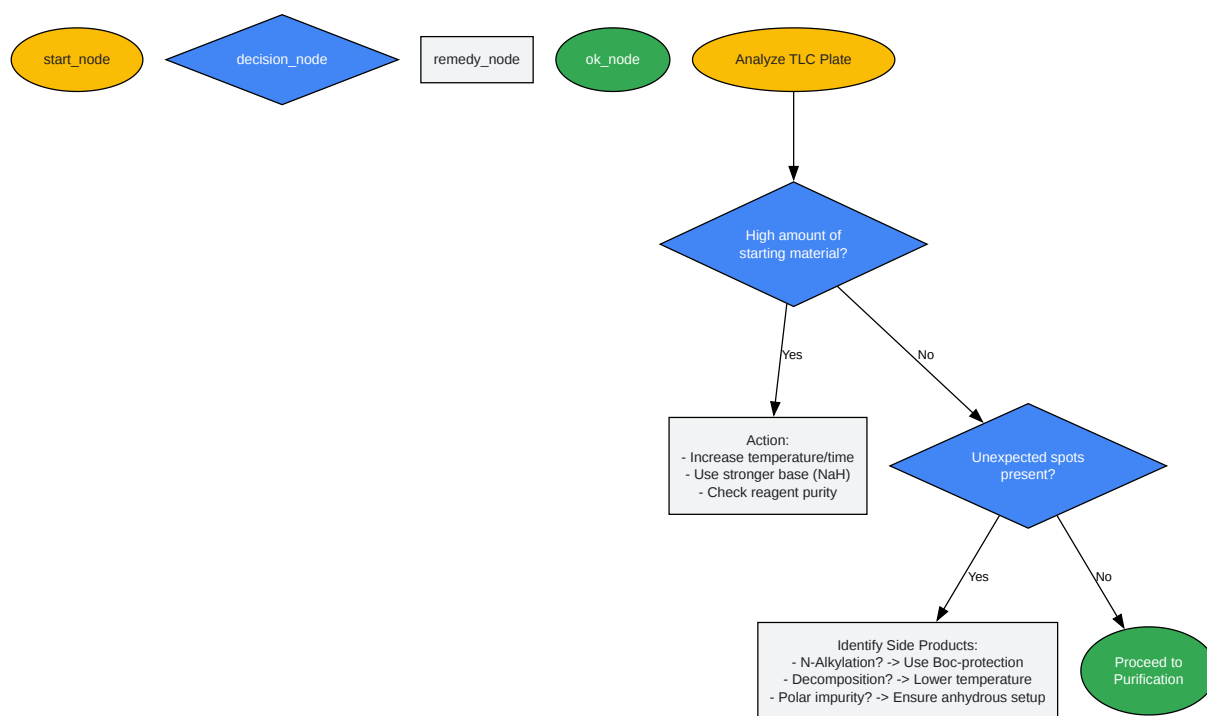 start_node
decision_node
remedy_node
ok_node
Analyze TLC Plate
High amount of
starting material?
Yes
No
Action:
- Increase temperature/time
- Use stronger base (NaH)
- Check reagent purity
Unexpected spots
present?
Yes
No
Identify Side Products:
- N-Alkylation? -> Use Boc-protection
- Decomposition? -> Lower temperature
- Polar impurity? -> Ensure anhydrous setup
Proceed to
Purification